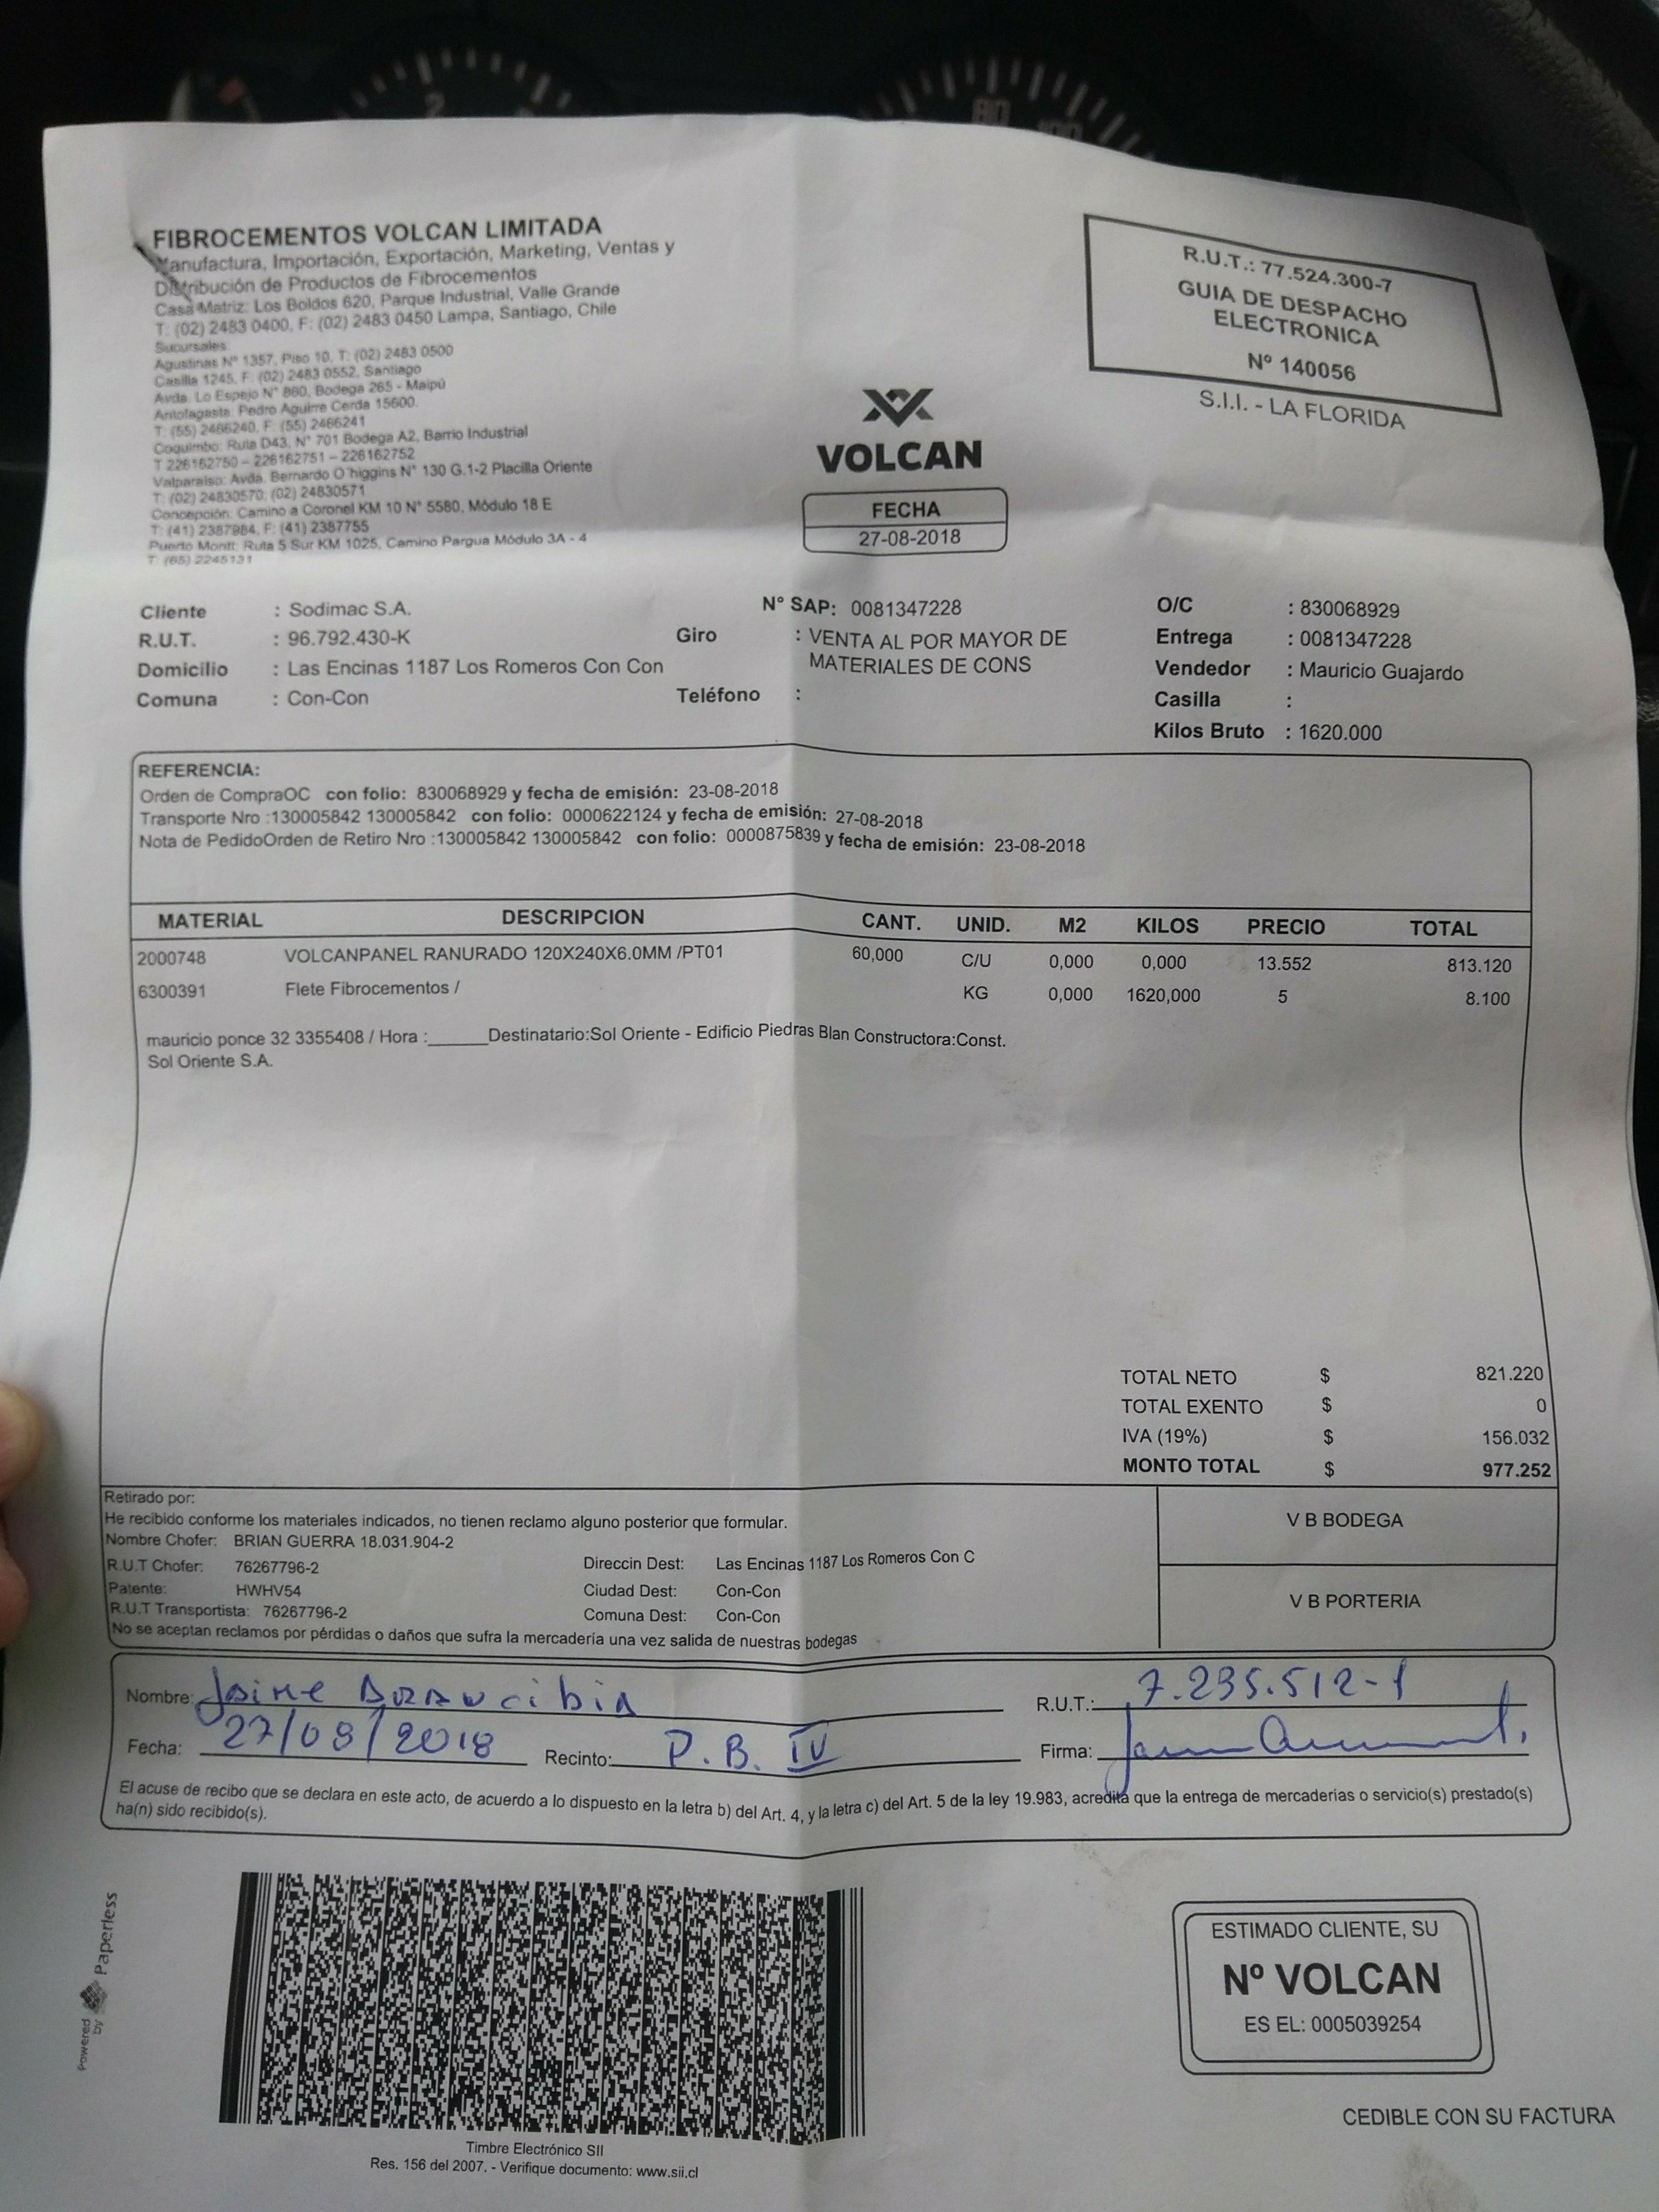 FIBROCEMENTOS VOLCAN LIMITADA
Manufactura, Importación, Exportación, Marketing, Ventas y
Distribución de Productos de Fibrocementos
Casa Matriz: Los Boldos 620, Parque Industrial, Valle Grande
T: (02) 2483 0400, F: (02) 2483 0450 Lampa, Santiago, Chile
Sucursales
Agustinas N° 1357, Piso 10, T: (02) 2483 0500
Casilla 1245, F: (02) 2483 0552, Santiago
Avda. Lo Espejo N° 860, Bodega 265 - Maipú
Antofagasta: Pedro Aguirre Cerda 15600.
T: (55) 2466240, F: (55) 2466241
Coquimbo: Ruta D43, N° 701 Bodega A2, Barrio Industrial
T 226162750 – 226162751 – 226162752
Valparaiso: Avda. Bernardo O'higgins N° 130 G.1-2 Placilla Oriente
T: (02) 24830570; (02) 24830571
Concepción: Camino a Coronel KM 10 N° 5580, Módulo 18 E
T: (41) 2387984, F: (41) 2387755
Puerto Montt: Ruta 5 Sur KM 1025, Camino Pargua Módulo 3A - 4
T: (65) 2245131
R.U.T.: 77.524.300-7
GUIA DE DESPACHO
ELECTRONICA
Nº 140056
S.I.I. - LA FLORIDA
VOLCAN
FECHA
27-08-2018
Cliente : Sodimac S.A. N° SAP: 0081347228 O/C : 830068929
R.U.T. : 96.792.430-K Giro : VENTA AL POR MAYOR DE Entrega : 0081347228
Domicilio : Las Encinas 1187 Los Romeros Con Con MATERIALES DE CONS Vendedor : Mauricio Guajardo
Comuna : Con-Con Teléfono : Casilla :
Kilos Bruto : 1620.000
REFERENCIA:
Orden de CompraOC con folio: 830068929 y fecha de emisión: 23-08-2018
Transporte Nro :130005842 130005842 con folio: 0000622124 y fecha de emisión: 27-08-2018
Nota de PedidoOrden de Retiro Nro :130005842 130005842 con folio: 0000875839 y fecha de emisión: 23-08-2018
MATERIAL DESCRIPCION CANT. UNID. M2 KILOS PRECIO TOTAL
2000748 VOLCANPANEL RANURADO 120X240X6.0MM /PT01 60,000 C/U 0,000 0,000 13.552 813.120
6300391 Flete Fibrocementos / KG 0,000 1620,000 5 8.100
mauricio ponce 32 3355408 / Hora :______Destinatario:Sol Oriente - Edificio Piedras Blan Constructora:Const.
Sol Oriente S.A.
TOTAL NETO $ 821.220
TOTAL EXENTO $ 0
IVA (19%) $ 156.032
MONTO TOTAL $ 977.252
Retirado por:
He recibido conforme los materiales indicados, no tienen reclamo alguno posterior que formular.
Nombre Chofer: BRIAN GUERRA 18.031.904-2
R.U.T Chofer: 76267796-2 Direccin Dest: Las Encinas 1187 Los Romeros Con C
Patente: HWHV54 Ciudad Dest: Con-Con
R.U.T Transportista: 76267796-2 Comuna Dest: Con-Con
No se aceptan reclamos por pérdidas o daños que sufra la mercadería una vez salida de nuestras bodegas
V B BODEGA
V B PORTERIA
Nombre: Jaime Arancibia R.U.T.: 7.235.512-1
Fecha: 27/08/2018 Recinto: P.B. IV Firma:
El acuse de recibo que se declara en este acto, de acuerdo a lo dispuesto en la letra b) del Art. 4, y la letra c) del Art. 5 de la ley 19.983, acredita que la entrega de mercaderías o servicio(s) prestado(s)
ha(n) sido recibido(s).
Powered by Paperless
Timbre Electrónico SII
Res. 156 del 2007. - Verifique documento: www.sii.cl
ESTIMADO CLIENTE, SU
Nº VOLCAN
ES EL: 0005039254
CEDIBLE CON SU FACTURA
2
80
100